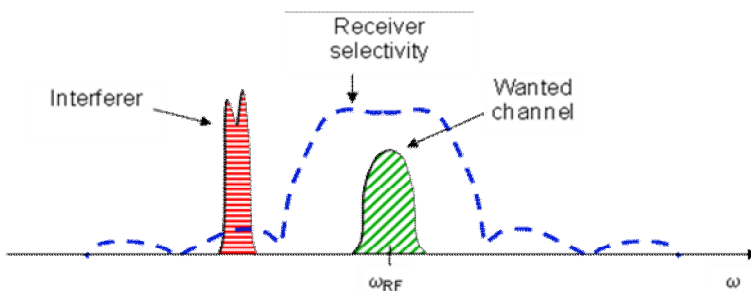 Receiver
selectivity
Interferer
Wanted
channel
ωRF
ω